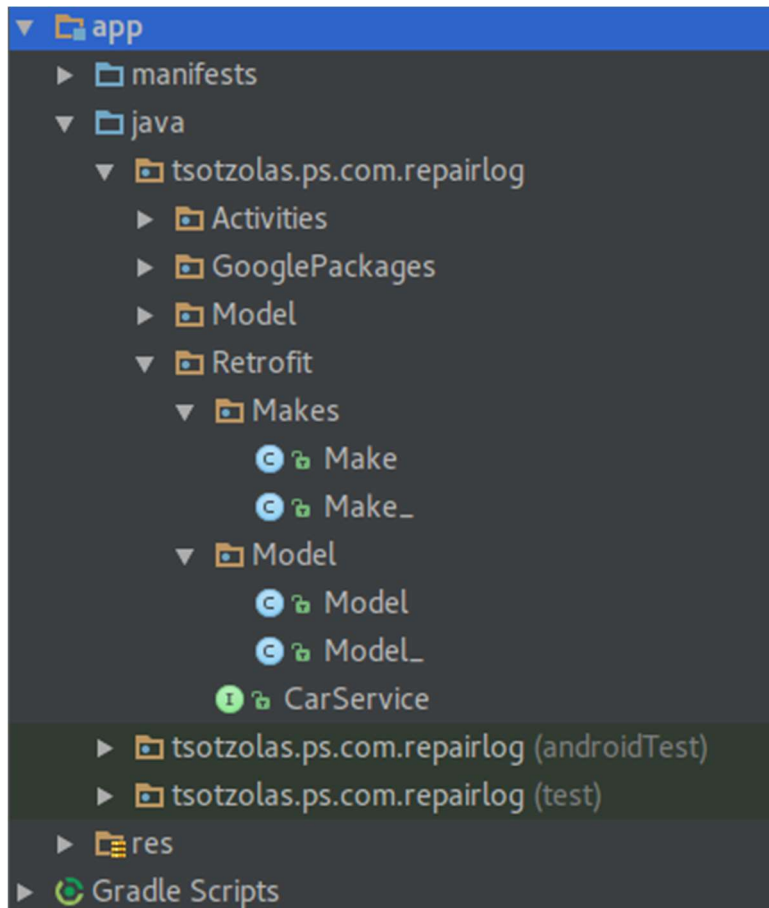 app
manifests
java
tsotzolas.ps.com.repairlog
Activities
GooglePackages
Model
Retrofit
Makes
C Make
C Make_
Model
C Model
C Model_
I CarService
tsotzolas.ps.com.repairlog (androidTest)
tsotzolas.ps.com.repairlog (test)
res
Gradle Scripts